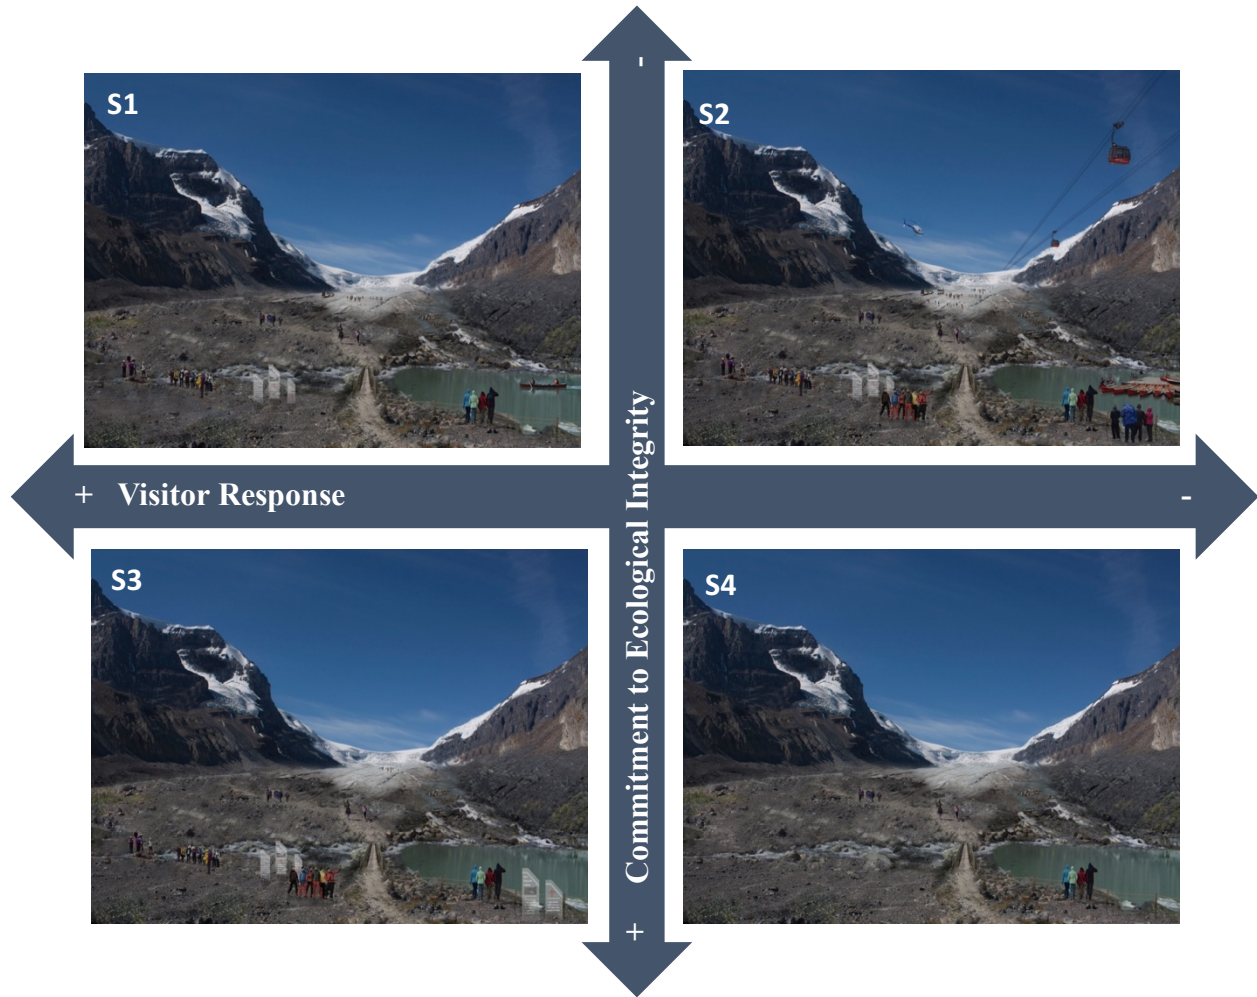 -
S1
S2
+ Visitor Response
-
Commitment to Ecological Integrity
S3
S4
+